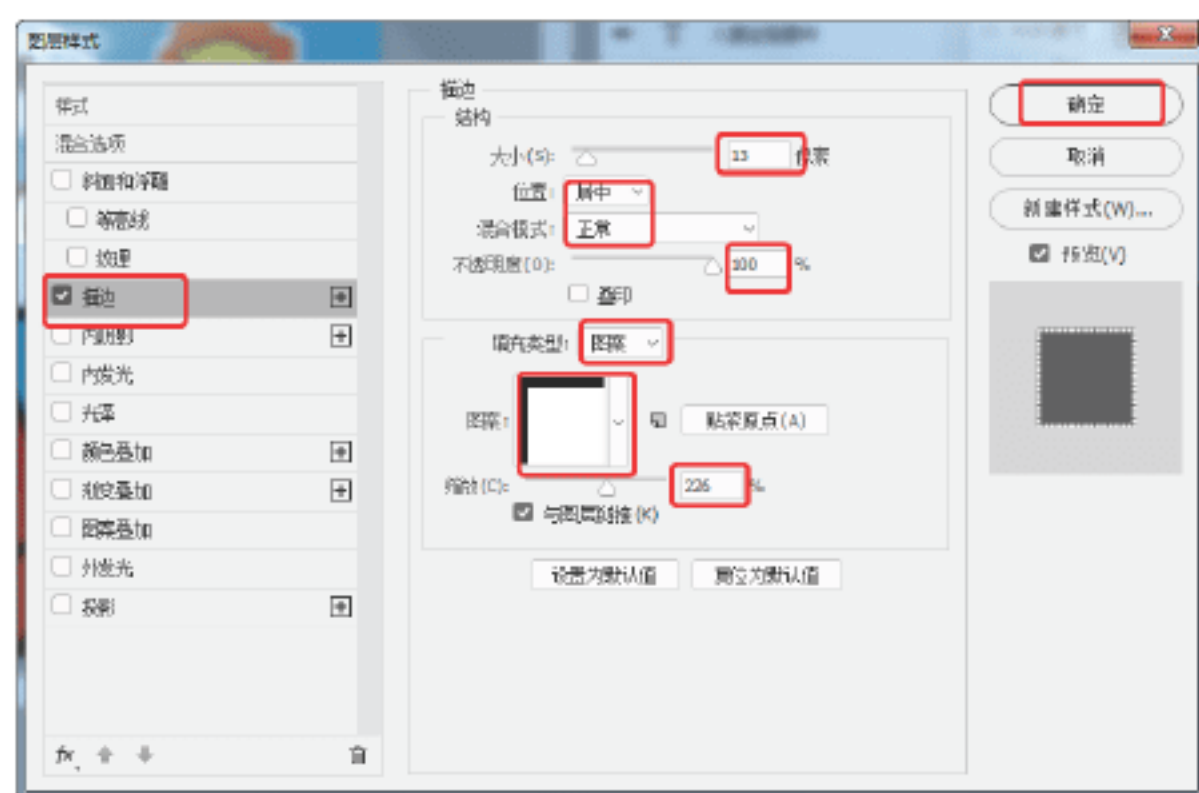 图层样式
样式
混合选项
斜面和浮雕
等高线
纹理
描边
内阴影
内发光
光泽
颜色叠加
渐变叠加
图案叠加
外发光
投影
fx
描边
结构
大小(S): 13 像素
位置: 居中
混合模式: 正常
不透明度(O): 100 %
叠印
填充类型: 图案
图案:
贴紧原点(A)
缩放(C): 226 %
与图层链接(K)
设置为默认值 复位为默认值
确定
取消
新建样式(W)...
预览(V)